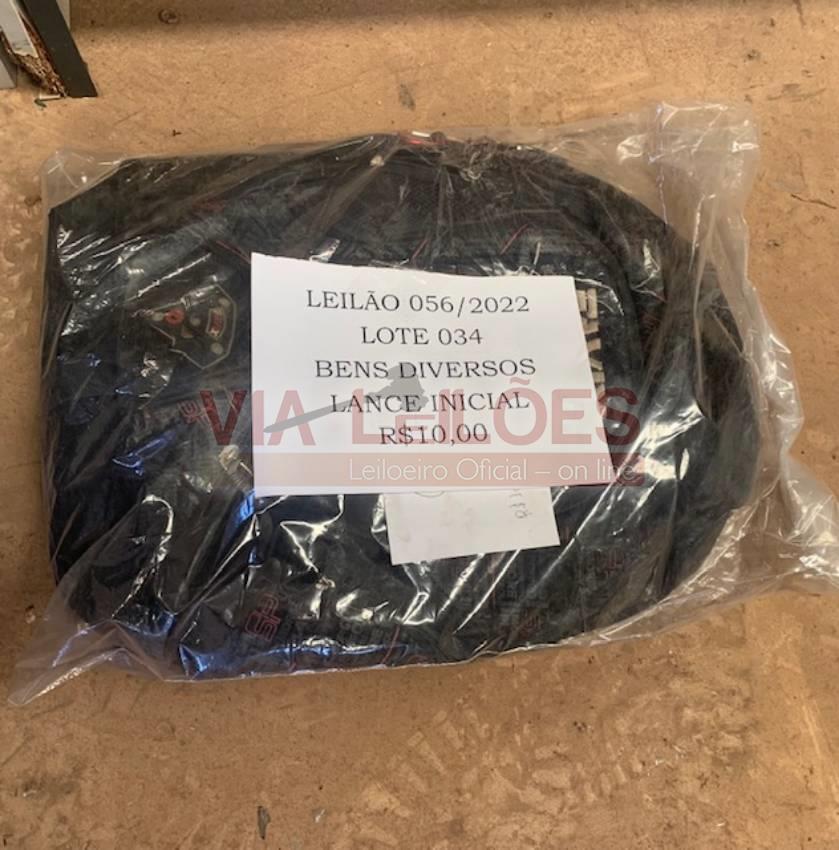 LEILÃO 056/2022
LOTE 034
BENS DIVERSOS
LANCE INICIAL
R$10,00
VIA LEILÕES
Leiloeiro Oficial – on line